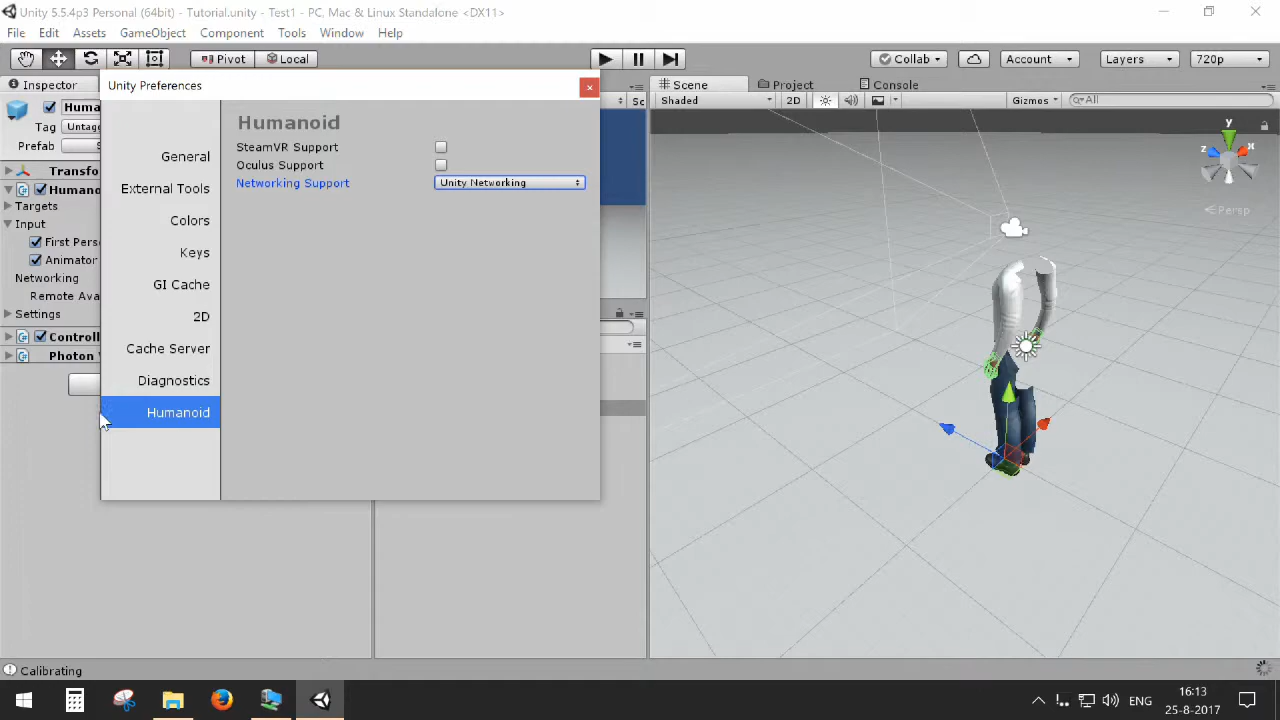 Unity 5.5.4p3 Personal (64bit) - Tutorial.unity - Test1 - PC, Mac & Linux Standalone <DX11>
File Edit Assets GameObject Component Tools Window Help
Pivot Local Collab Account Layers 720p
Inspector
Unity Preferences
Scene Project Console
Shaded 2D Gizmos All
Huma
Tag Untag
Prefab
Transfo
Humano
Targets
Input
First Pers
Animator
Networking
Remote Ava
Settings
Controll
Photon
General
External Tools
Colors
Keys
GI Cache
2D
Cache Server
Diagnostics
Humanoid
Humanoid
SteamVR Support
Oculus Support
Networking Support Unity Networking
Sc
y
z
x
Persp
Calibrating
ENG
16:13
25-8-2017